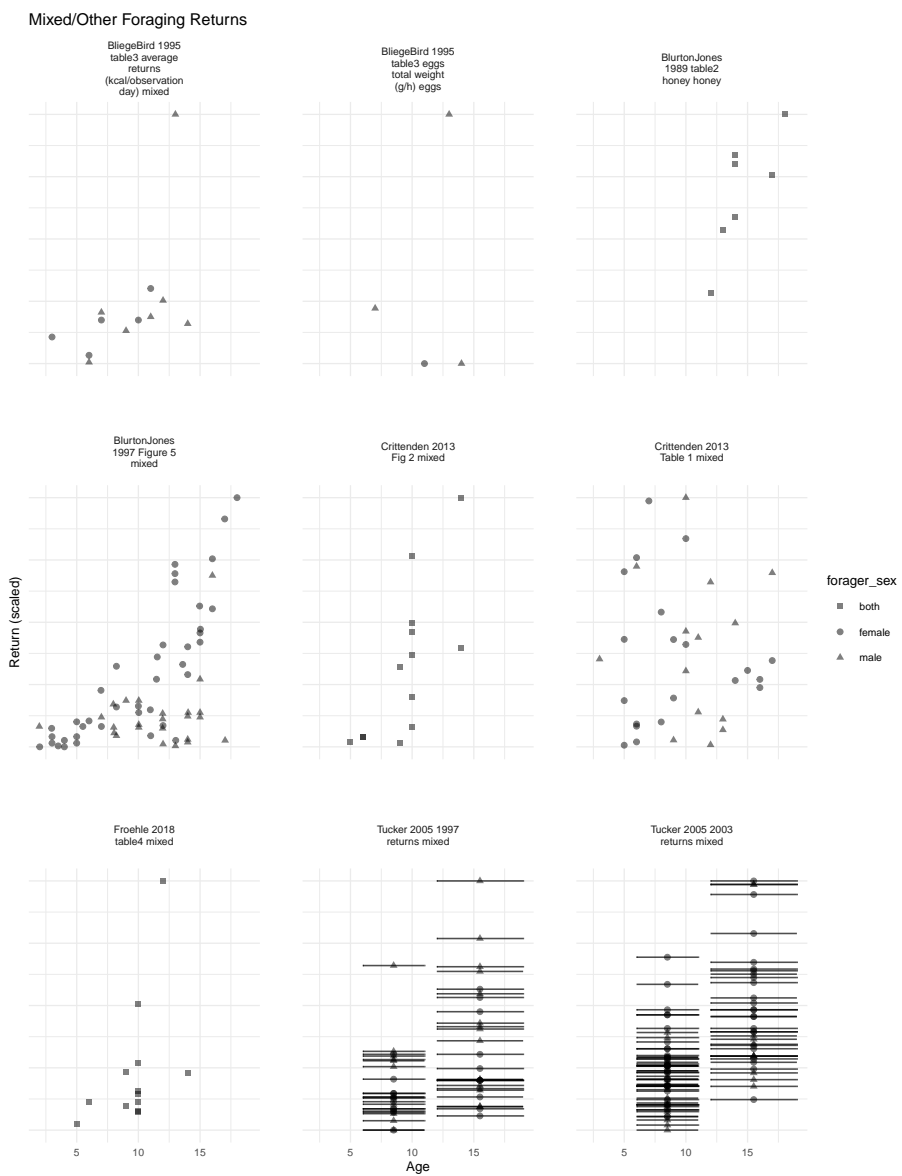 Mixed/Other Foraging Returns
BliegeBird 1995
table3 average
returns
(kcal/observation
day) mixed
BliegeBird 1995
table3 eggs
total weight
(g/h) eggs
BlurtonJones
1989 table2
honey honey
BlurtonJones
1997 Figure 5
mixed
Crittenden 2013
Fig 2 mixed
Crittenden 2013
Table 1 mixed
Return (scaled)
forager_sex
both
female
male
Froehle 2018
table4 mixed
Tucker 2005 1997
returns mixed
Tucker 2005 2003
returns mixed
5 10 15 5 10 15 5 10 15
Age